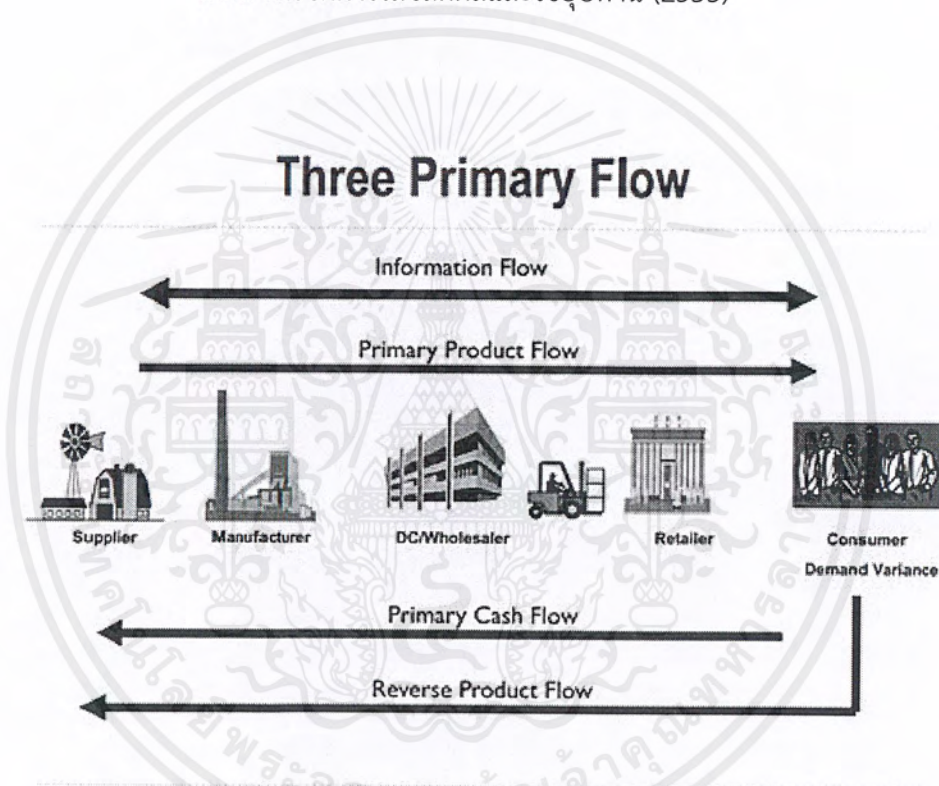 (2553)
Three Primary Flow
Information Flow
Primary Product Flow
Supplier
Manufacturer
DC/Wholesaler
Retailer
Consumer
Demand Variance
Primary Cash Flow
Reverse Product Flow